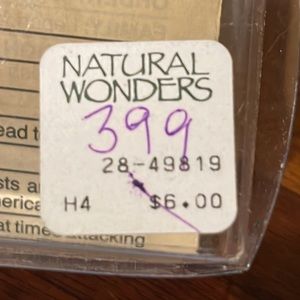 NATURAL
WONDERS
399
28-49819
H4 $6.00
ead t
sts a
merica
at times attacking